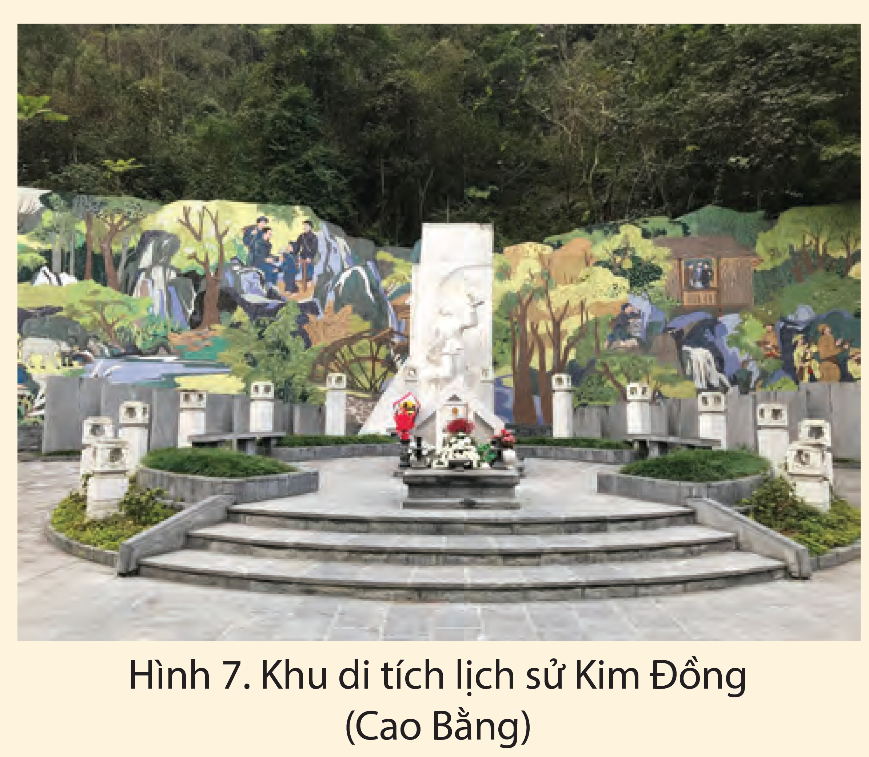 Hình 7. Khu di tích lịch sử Kim Đồng
(Cao Bằng)